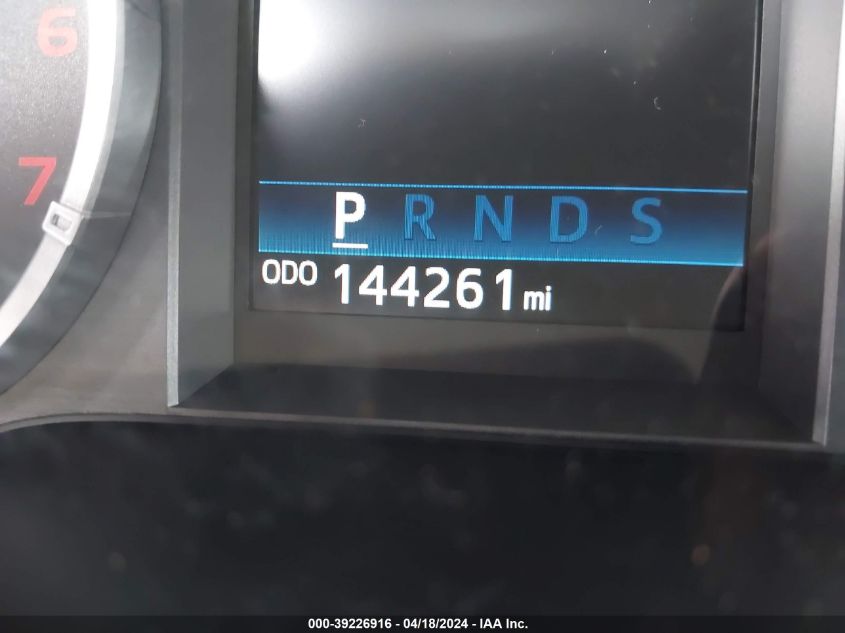 6
7
P R N D S
ODO 144261 mi
000-39226916 - 04/18/2024 - IAA Inc.